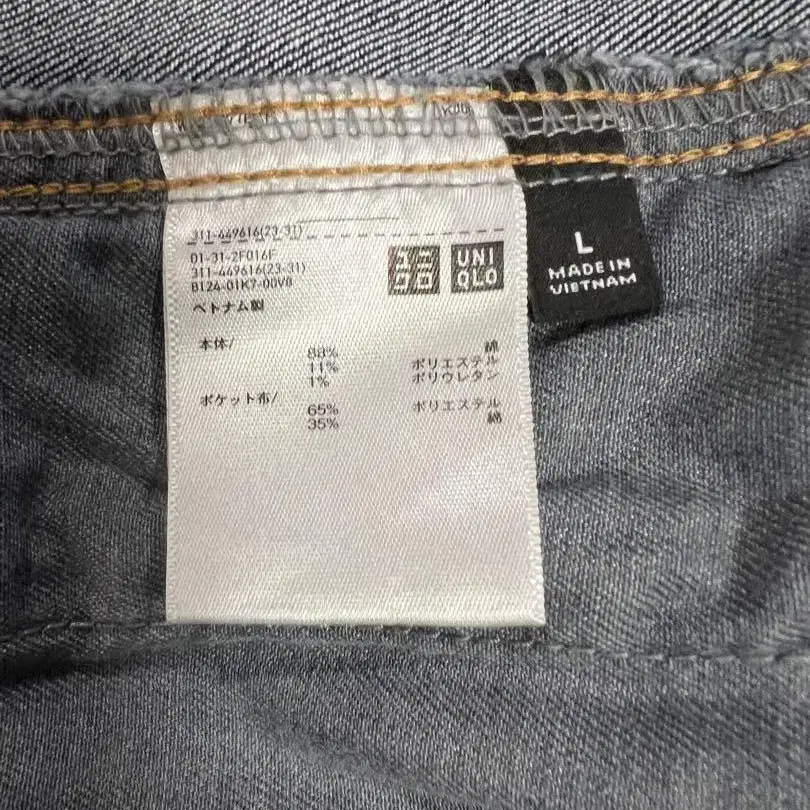 311-449616(23-31)
01-31-2F016F
311-449616(23-31)
8124-01K7-00V8
ユニ
クロ
UNI
QLO
ベトナム製
本体/
88% 綿
11% ポリエステル
1% ポリウレタン
ポケット布/
65% ポリエステル
35% 綿
L
MADE IN
VIETNAM